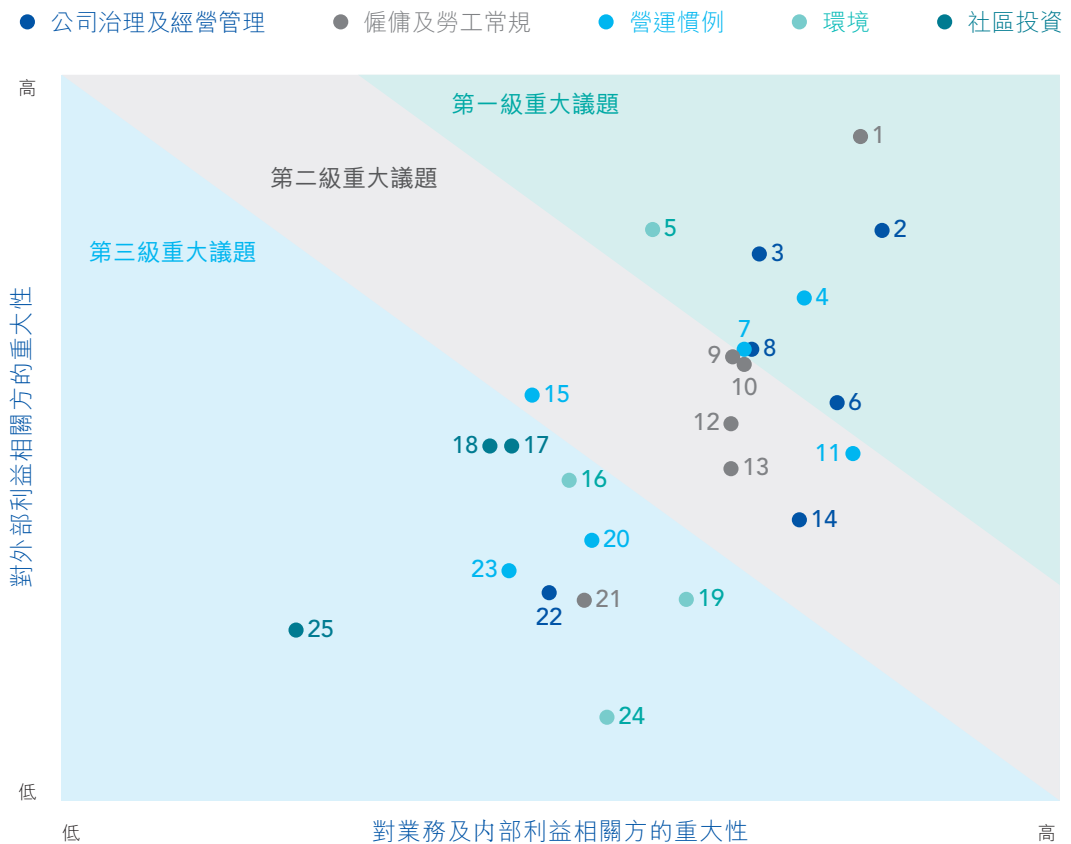 公司治理及經營管理
僱傭及勞工常規
營運慣例
環境
社區投資
高
第一級重大議題
1
第二級重大議題
5
2
第三級重大議題
3
4
7
8
9
10
15
6
12
18
17
11
13
16
14
20
23
19
21
22
25
24
對外部利益相關方的重大性
低
低
對業務及内部利益相關方的重大性
高